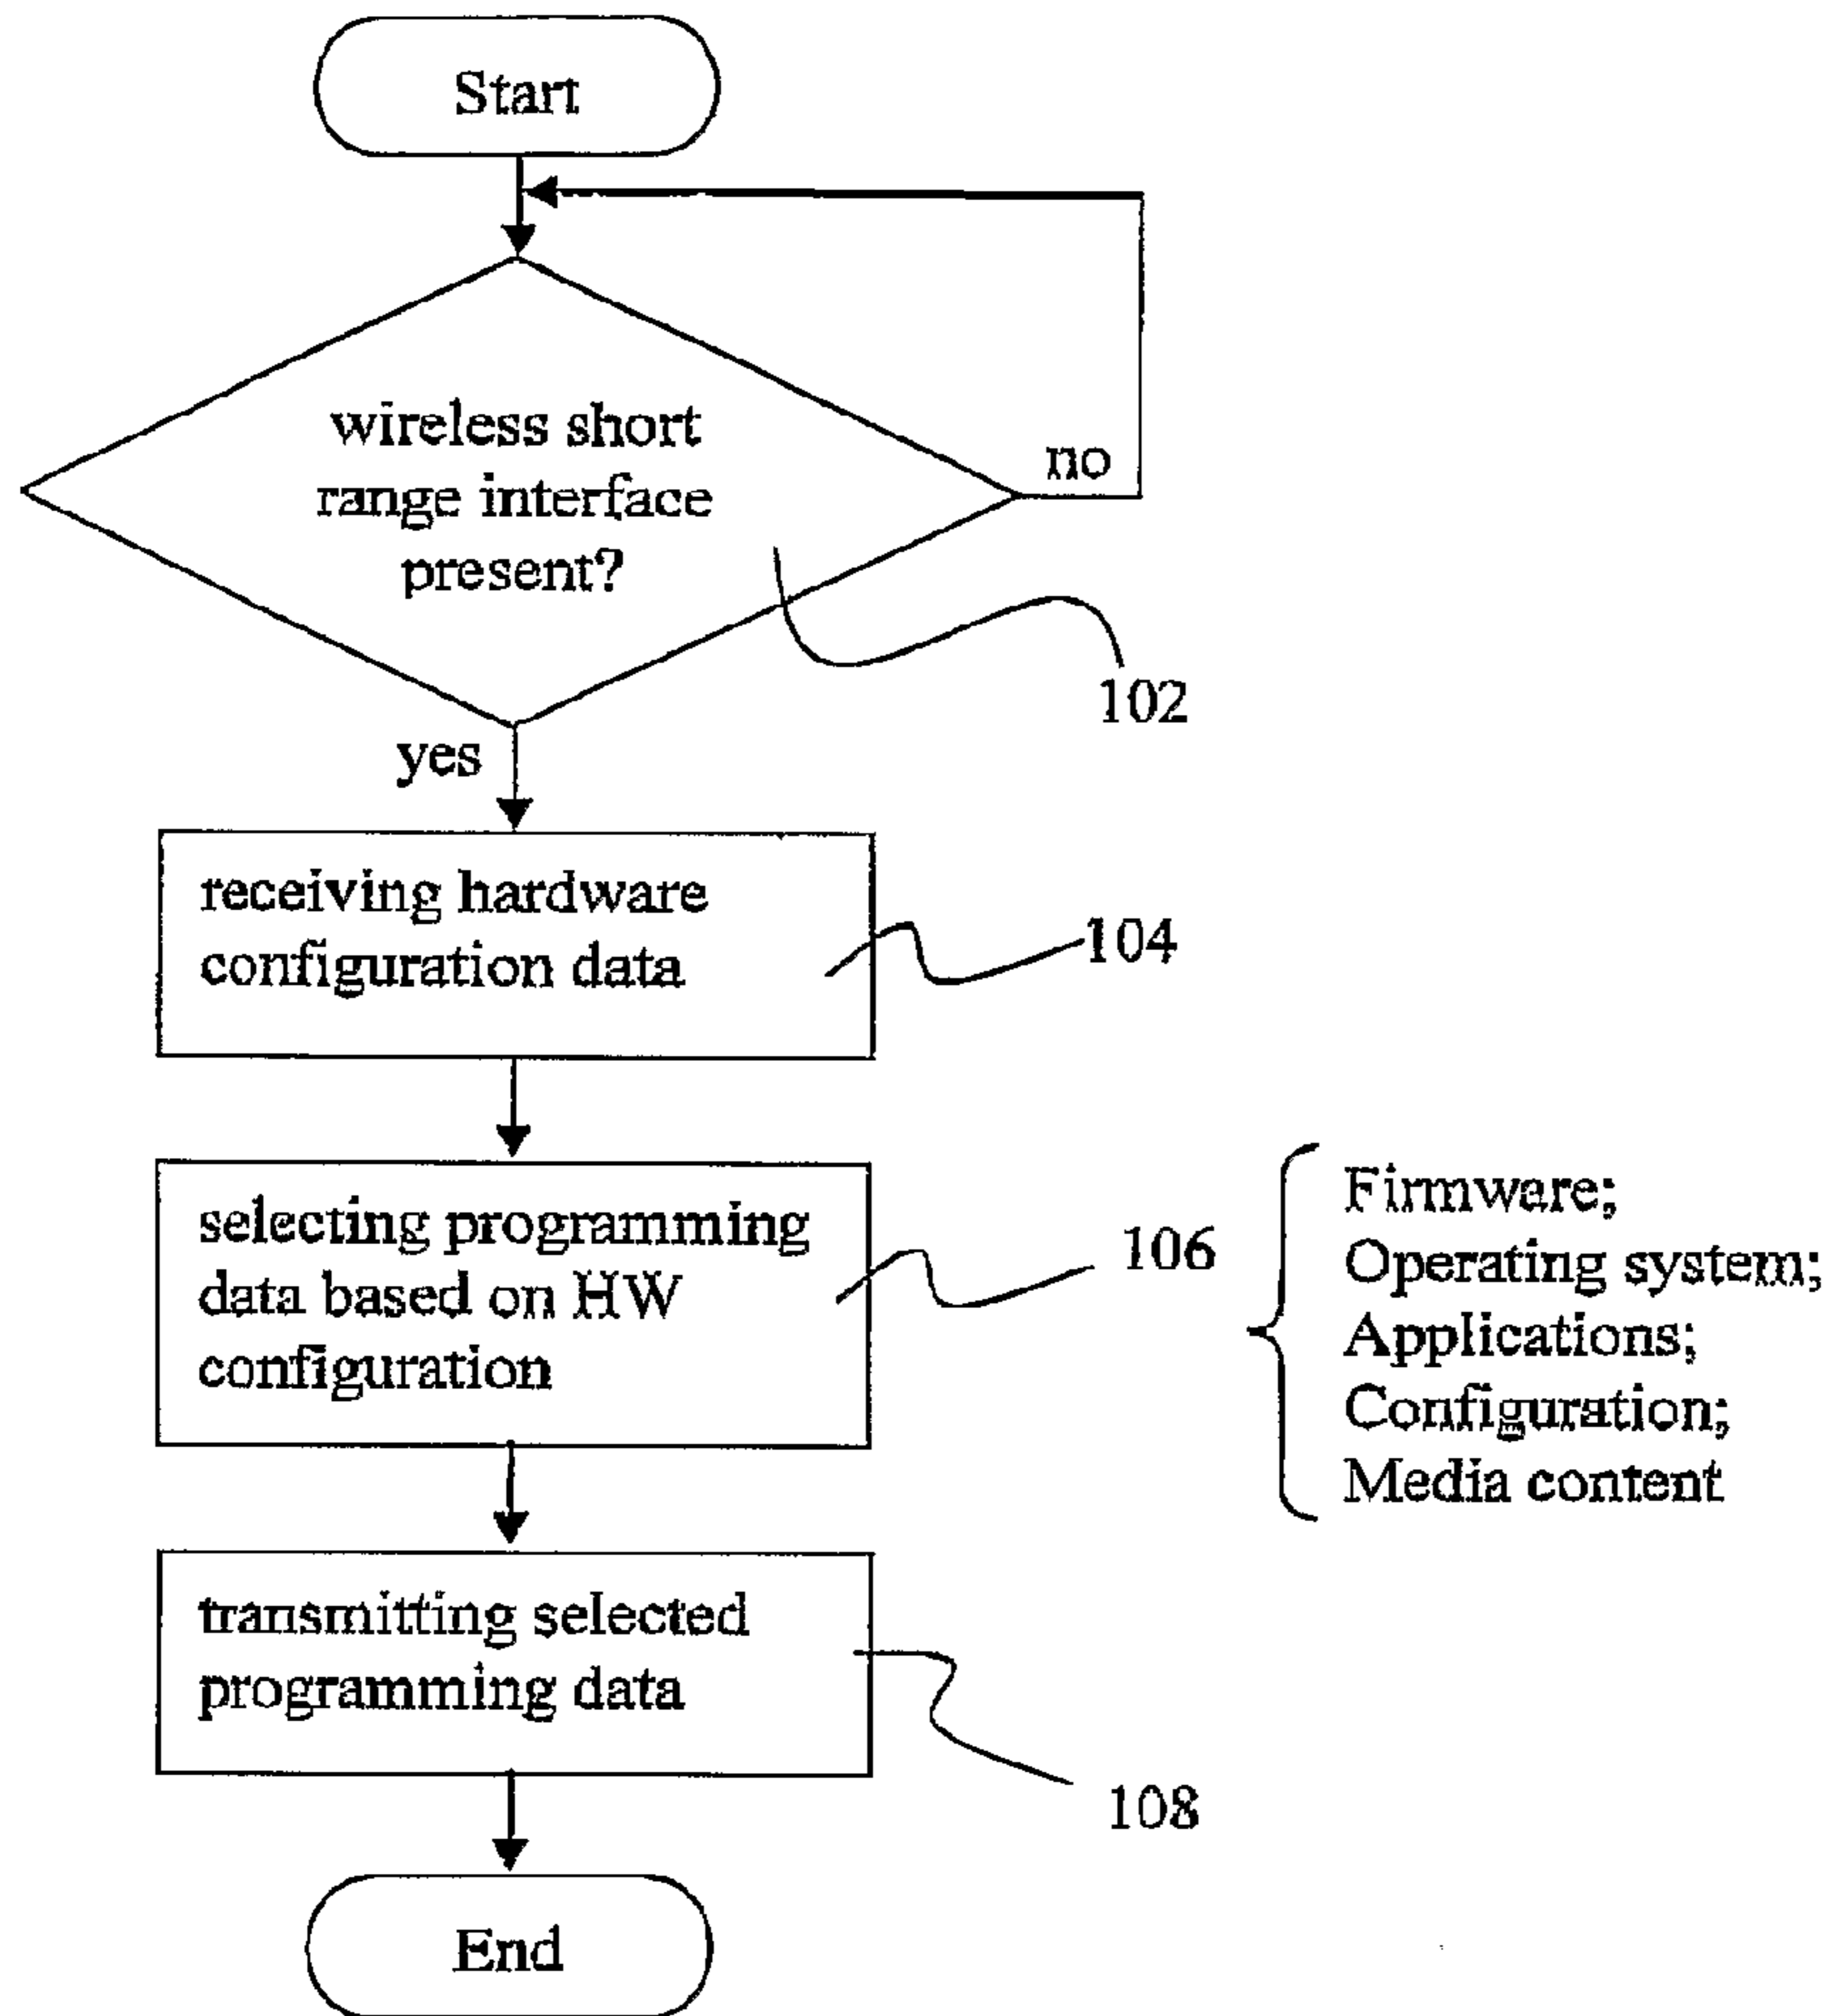 Start
wireless short
range interface
present?
no
102
yes
receiving hardware
configuration data
104
selecting programming
data based on HW
configuration
106
Firmware;
Operating system;
Applications;
Configuration;
Media content
transmitting selected
programming data
108
End